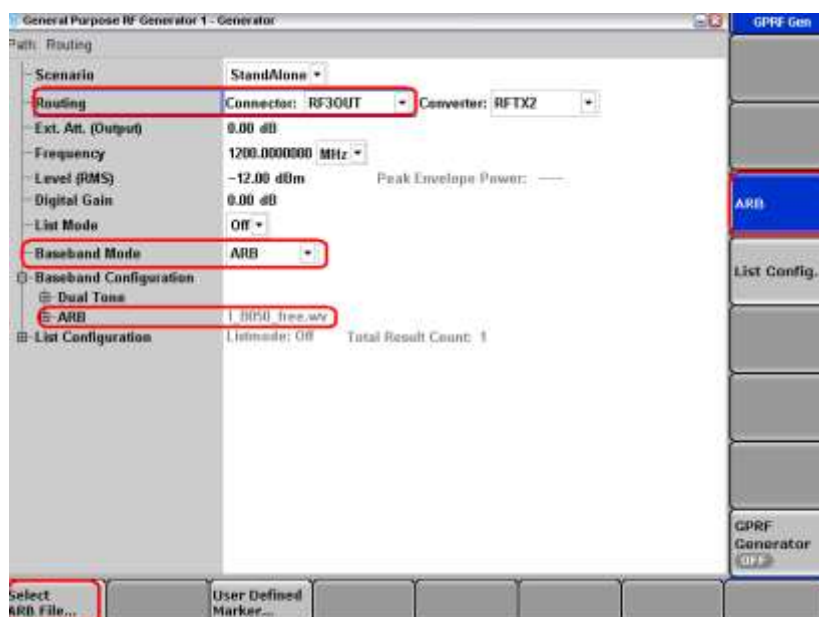 General Purpose RF Generator 1 - Generator
GPRF Gen
Path: Routing
Scenario StandAlone
Routing Connector: RF3OUT Converter: RFTX2
Ext. Att. (Output) 0.00 dB
Frequency 1200.0000000 MHz
Level (RMS) -12.00 dBm Peak Envelope Power: ----
Digital Gain 0.00 dB
List Mode Off
Baseband Mode ARB
Baseband Configuration
Dual Tone
ARB
List Configuration Listmode: Off Total Result Count: 1
ARB
List Config.
GPRF
Generator
OFF
Select
ARB File...
User Defined
Marker...